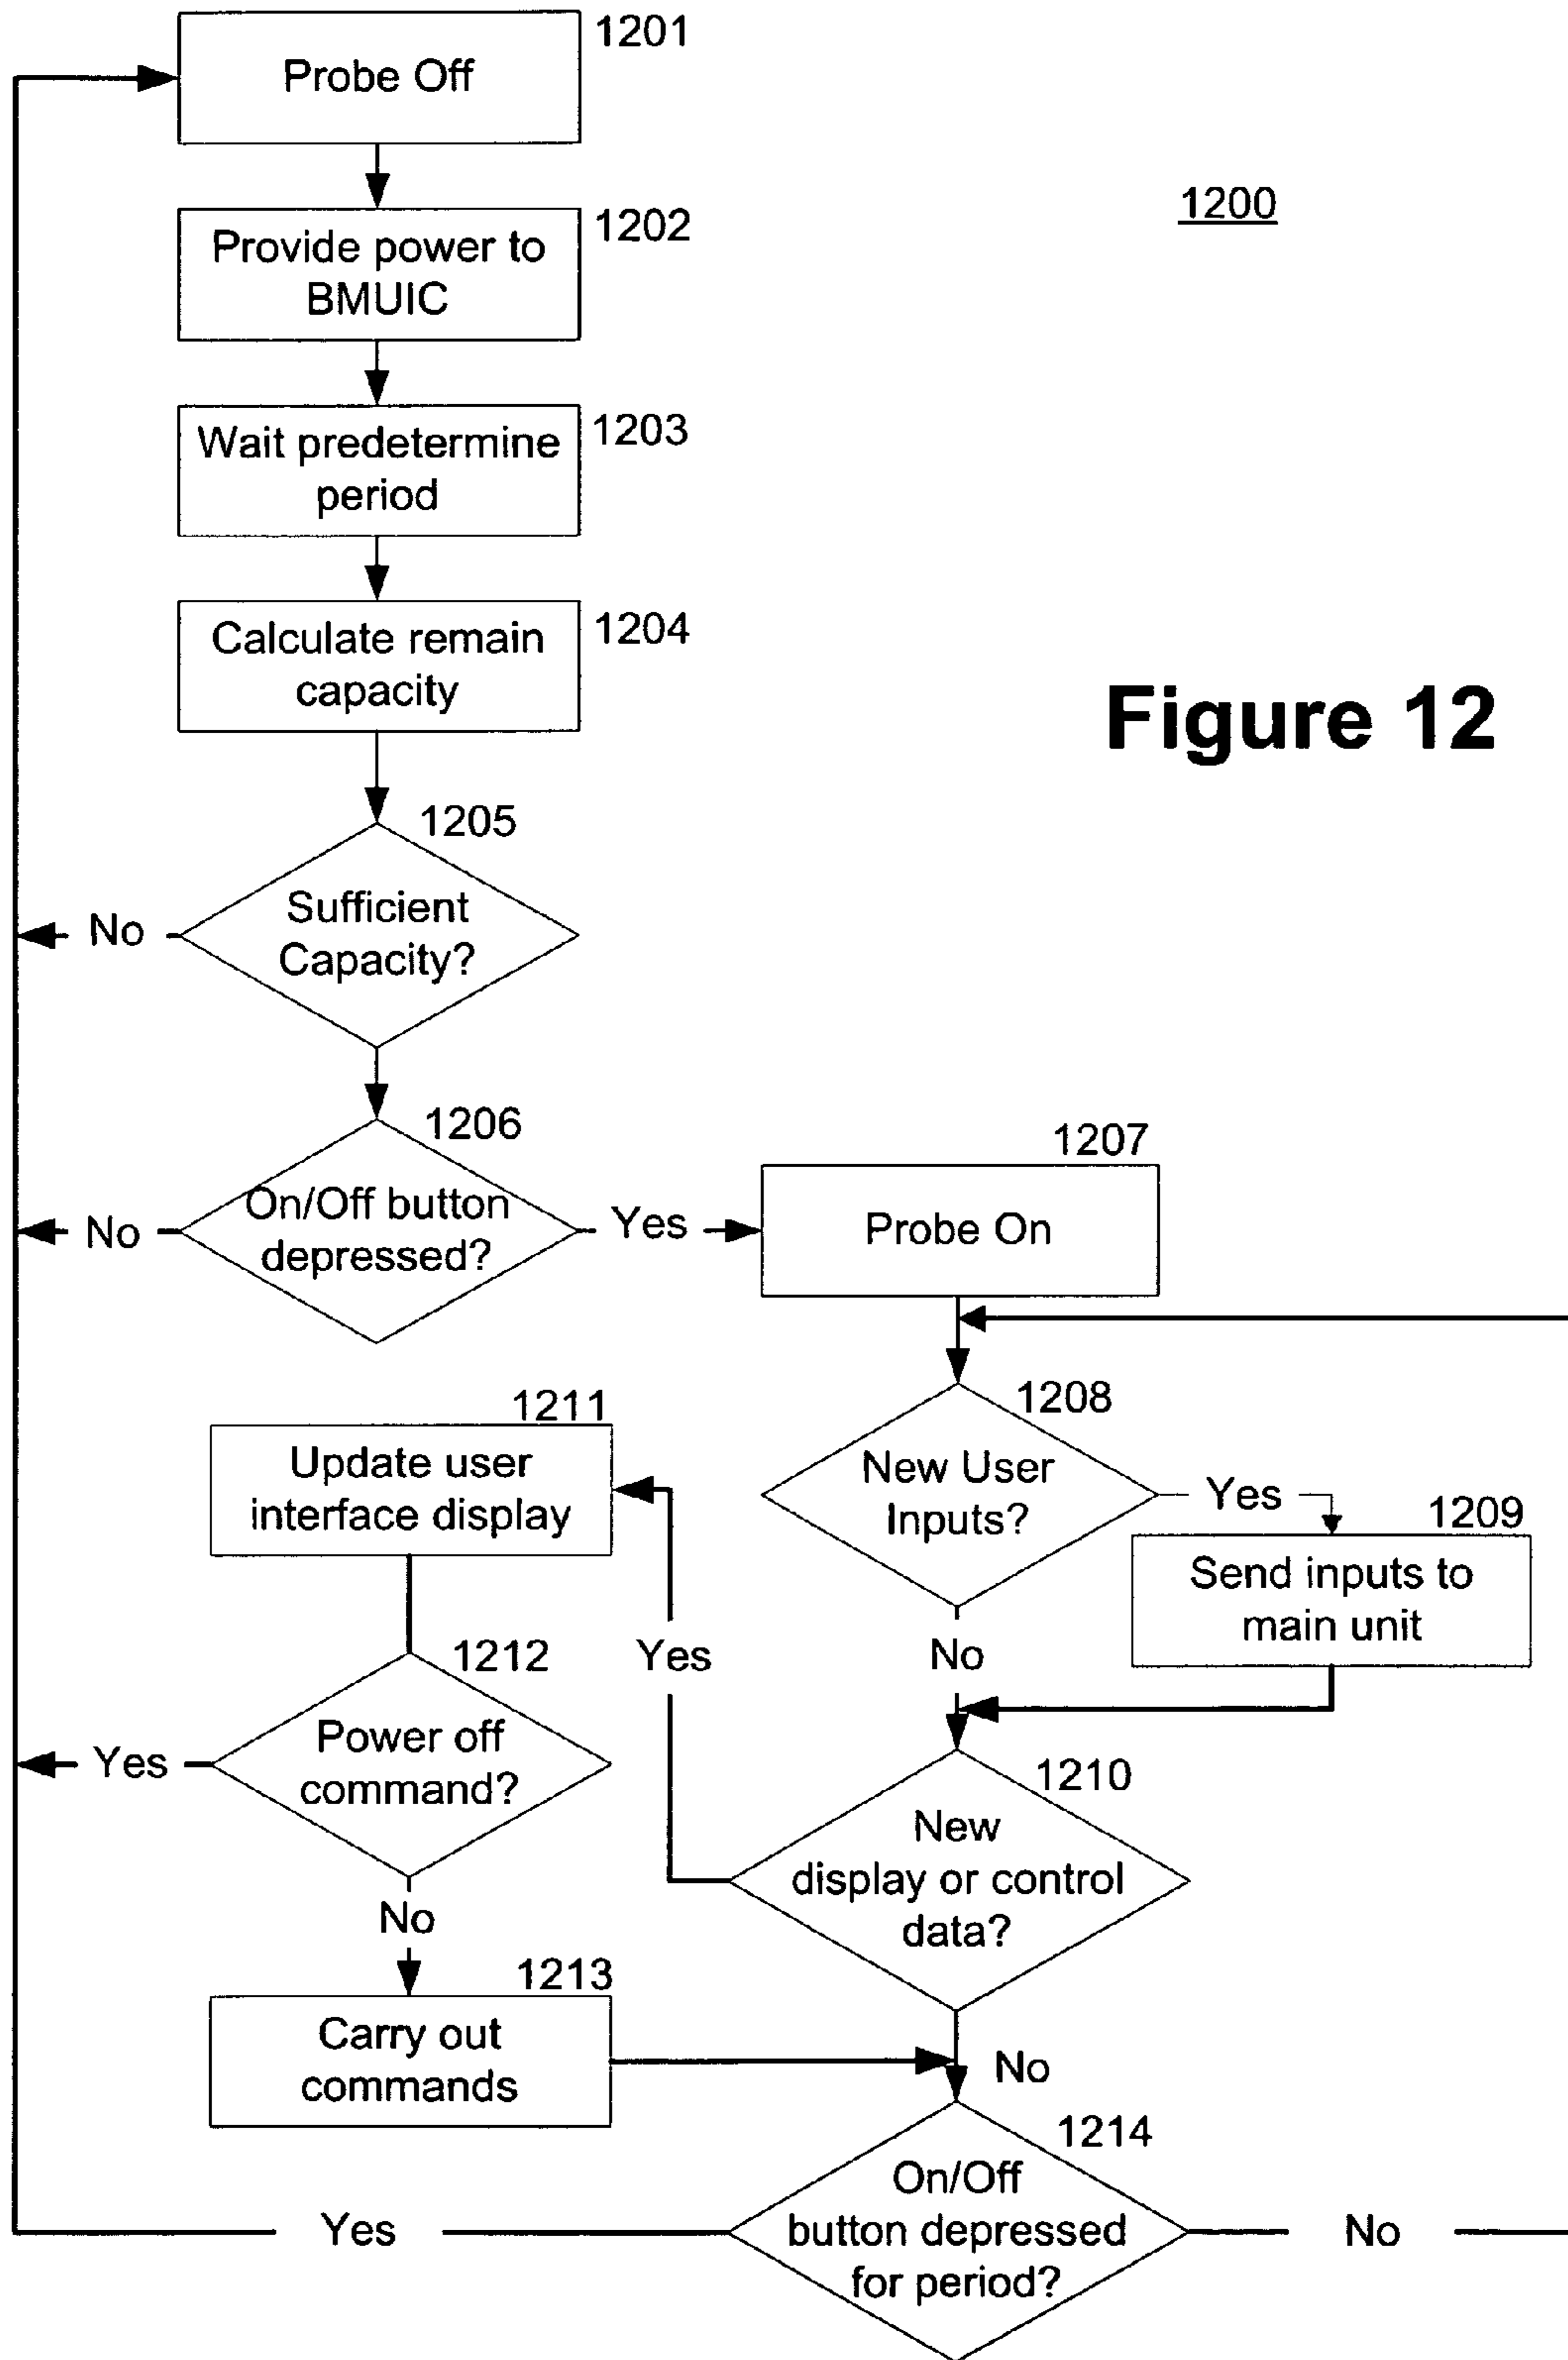 1201
Probe Off
1200
1202
Provide power to
BMUIC
1203
Wait predetermine
period
1204
Calculate remain
capacity
Figure 12
1205
Sufficient
Capacity?
No
1206
On/Off button
depressed?
No
Yes
1207
Probe On
1208
New User
Inputs?
Yes
No
1209
Send inputs to
main unit
1210
New
display or control
data?
Yes
No
1211
Update user
interface display
1212
Power off
command?
Yes
No
1213
Carry out
commands
1214
On/Off
button depressed
for period?
Yes
No